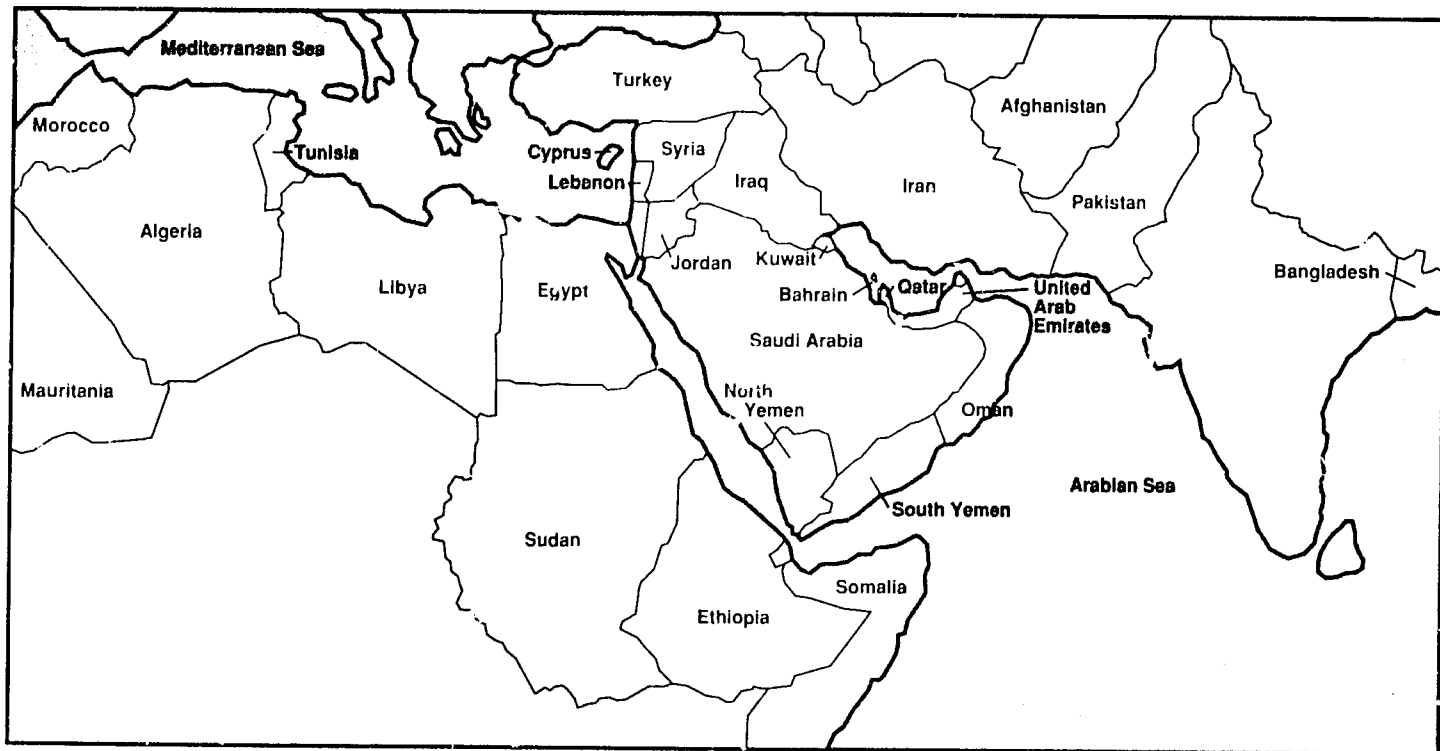 Mediterranean Sea
Turkey
Afghanistan
Morocco
Tunisia
Cyprus
Syria
Lebanon
Iraq
Iran
Pakistan
Algeria
Jordan
Kuwait
Bangladesh
Libya
Egypt
Bahrain
Qatar
United
Arab
Emirates
Saudi Arabia
Mauritania
North
Yemen
Oman
Arabian Sea
South Yemen
Sudan
Somalia
Ethiopia